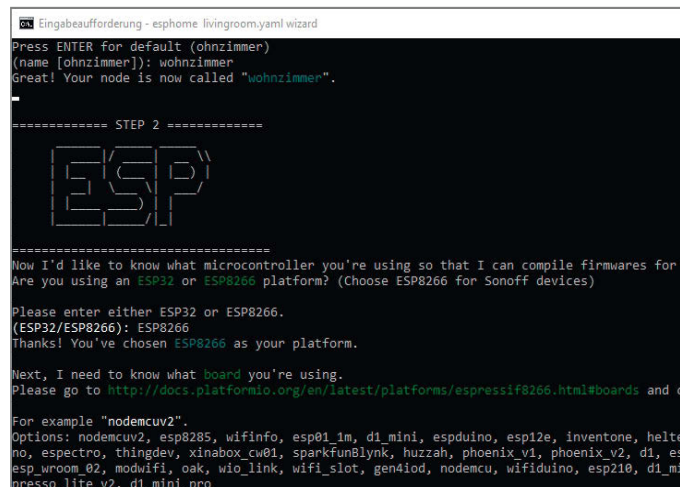 Eingabeaufforderung - esphome livingroom.yaml wizard
Press ENTER for default (ohnzimmer)
(name [ohnzimmer]): wohnzimmer
Great! Your node is now called "wohnzimmer".
============= STEP 2 =============
ESP
===================================
Now I'd like to know what microcontroller you're using so that I can compile firmwares for
Are you using an ESP32 or ESP8266 platform? (Choose ESP8266 for Sonoff devices)
Please enter either ESP32 or ESP8266.
(ESP32/ESP8266): ESP8266
Thanks! You've chosen ESP8266 as your platform.
Next, I need to know what board you're using.
Please go to http://docs.platformio.org/en/latest/platforms/espressif8266.html#boards and
For example "nodemcuv2".
Options: nodemcuv2, esp8285, wifinfo, esp01_1m, d1_mini, espduino, esp12e, inventone, helte
no, espectro, thingdev, xinabox_cw01, sparkfunBlynk, huzzah, phoenix_v1, phoenix_v2, d1, es
esp_wroom_02, modwifi, oak, wio_link, wifi_slot, gen4iod, nodemcu, wifiduino, esp210, d1_mi
presso_lite_v2, d1_mini_pro